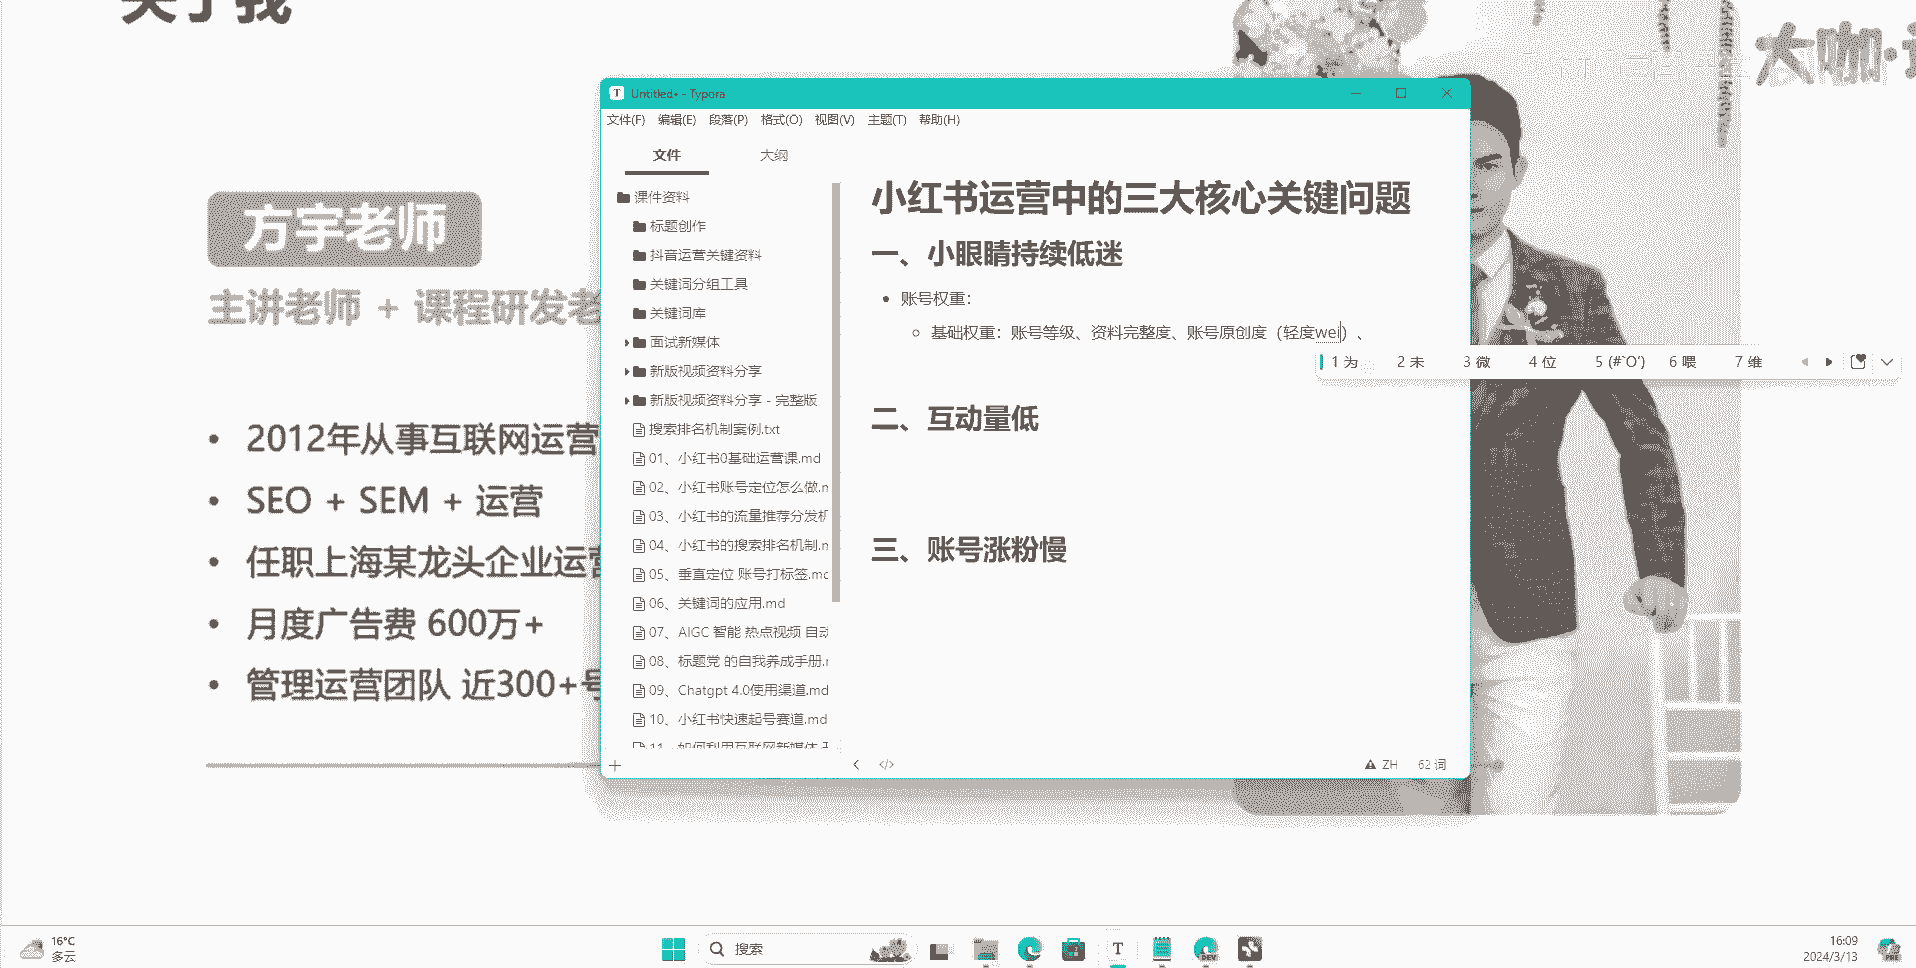 关于我
大咖·
方宇老师
主讲老师 + 课程研发老
2012年从事互联网运营
SEO + SEM + 运营
任职上海某龙头企业运营
月度广告费 600万+
管理运营团队 近300+号
Untitled• - Typora
文件(F) 编辑(E) 段落(P) 格式(O) 视图(V) 主题(T) 帮助(H)
文件 大纲
课件资料
标题创作
抖音运营关键资料
关键词分组工具
关键词库
面试新媒体
新版视频资料分享
新版视频资料分享 - 完整版
搜索排名机制案例.txt
01、小红书0基础运营课.md
02、小红书账号定位怎么做.m
03、小红书的流量推荐分发机
04、小红书的搜索排名机制.m
05、垂直定位 账号打标签.md
06、关键词的应用.md
07、AIGC 智能 热点视频 自动
08、标题党 的自我养成手册.m
09、Chatgpt 4.0使用渠道.md
10、小红书快速起号赛道.md
11、如何利用互联网新媒体
小红书运营中的三大核心关键问题
一、小眼睛持续低迷
账号权重：
基础权重：账号等级、资料完整度、账号原创度（轻度wei）、
1 为 2 未 3 微 4 位 5 (#`O′) 6 喂 7 维
二、互动量低
三、账号涨粉慢
</> ZH 62 词
16°C
多云
搜索
T
DEV
16:09
2024/3/13
PRE